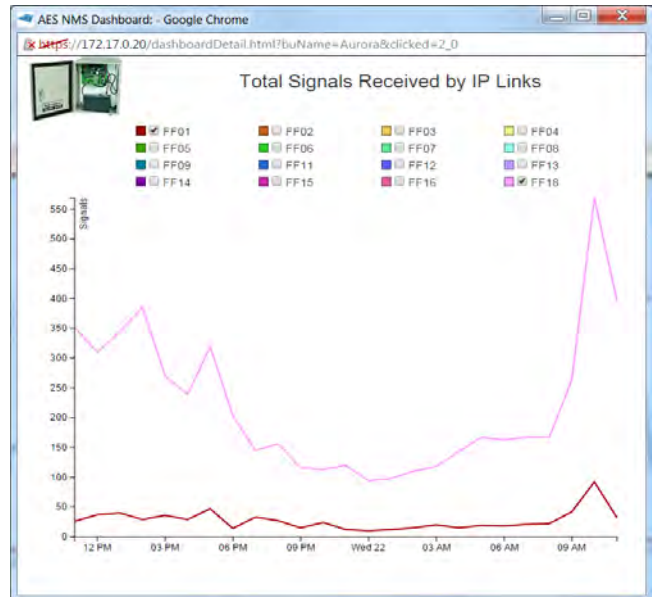 AES NMS Dashboard: - Google Chrome
https://172.17.0.20/dashboardDetail.html?buName=Aurora&clicked=2_0
Total Signals Received by IP Links
FF01 FF02 FF03 FF04
FF05 FF06 FF07 FF08
FF09 FF11 FF12 FF13
FF14 FF15 FF16 FF18
Signals
550
500
450
400
350
300
250
200
150
100
50
0
12 PM 03 PM 06 PM 09 PM Wed 22 03 AM 06 AM 09 AM